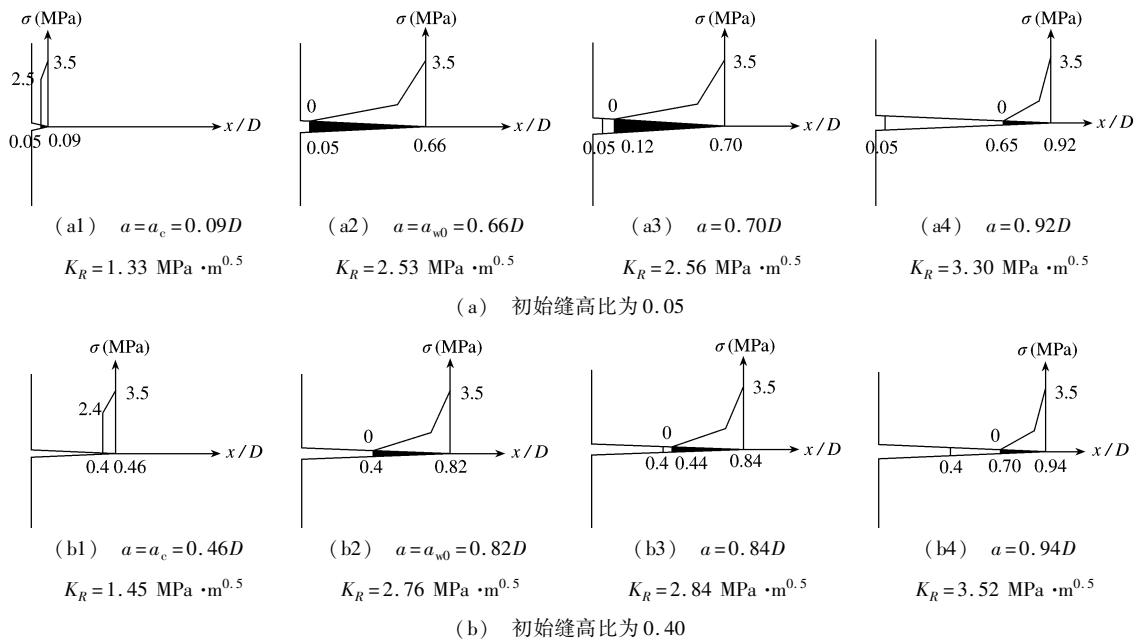 σ(MPa) σ(MPa) σ(MPa) σ(MPa)
2.5 3.5 0 3.5 0 3.5 0 3.5
x/D x/D x/D x/D
0.05 0.09 0.05 0.66 0.05 0.12 0.70 0.05 0.65 0.92
(a1) a=a_c=0.09D (a2) a=a_w0=0.66D (a3) a=0.70D (a4) a=0.92D
K_R=1.33 MPa·m^0.5 K_R=2.53 MPa·m^0.5 K_R=2.56 MPa·m^0.5 K_R=3.30 MPa·m^0.5
(a) 初始缝高比为0.05
σ(MPa) σ(MPa) σ(MPa) σ(MPa)
2.4 3.5 0 3.5 0 3.5 0 3.5
x/D x/D x/D x/D
0.4 0.46 0.4 0.82 0.4 0.44 0.84 0.4 0.70 0.94
(b1) a=a_c=0.46D (b2) a=a_w0=0.82D (b3) a=0.84D (b4) a=0.94D
K_R=1.45 MPa·m^0.5 K_R=2.76 MPa·m^0.5 K_R=2.84 MPa·m^0.5 K_R=3.52 MPa·m^0.5
(b) 初始缝高比为0.40